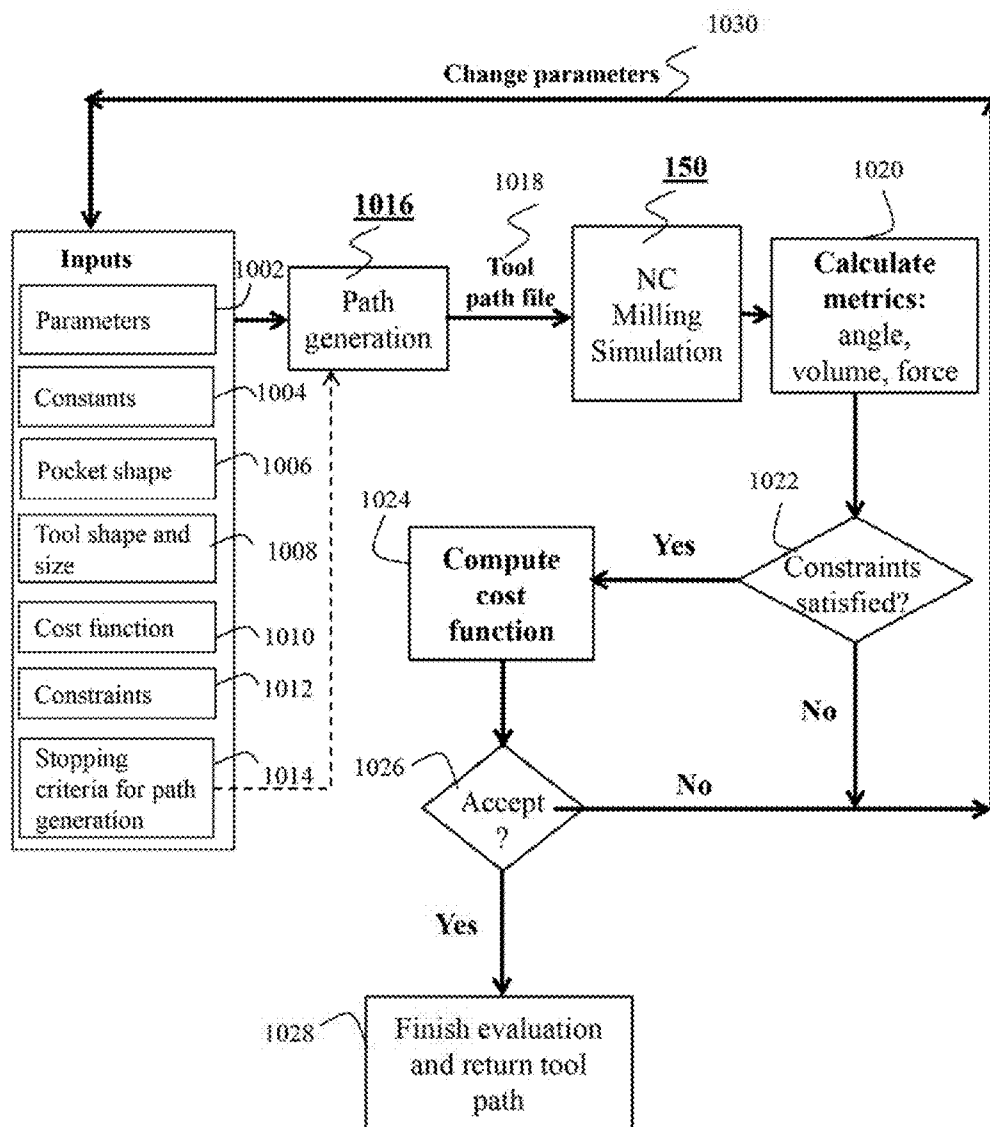 1030
Change parameters
1016
1018
150
1020
Inputs
1002
Parameters
Constants
1004
Pocket shape
1006
Tool shape and
size
1008
Cost function
1010
Constraints
1012
Stopping
criteria for path
generation
1014
Path
generation
Tool
path file
NC
Milling
Simulation
Calculate
metrics:
angle,
volume, force
1022
Constraints
satisfied?
Yes
No
1024
Compute
cost
function
1026
Accept
?
No
Yes
1028
Finish evaluation
and return tool
path